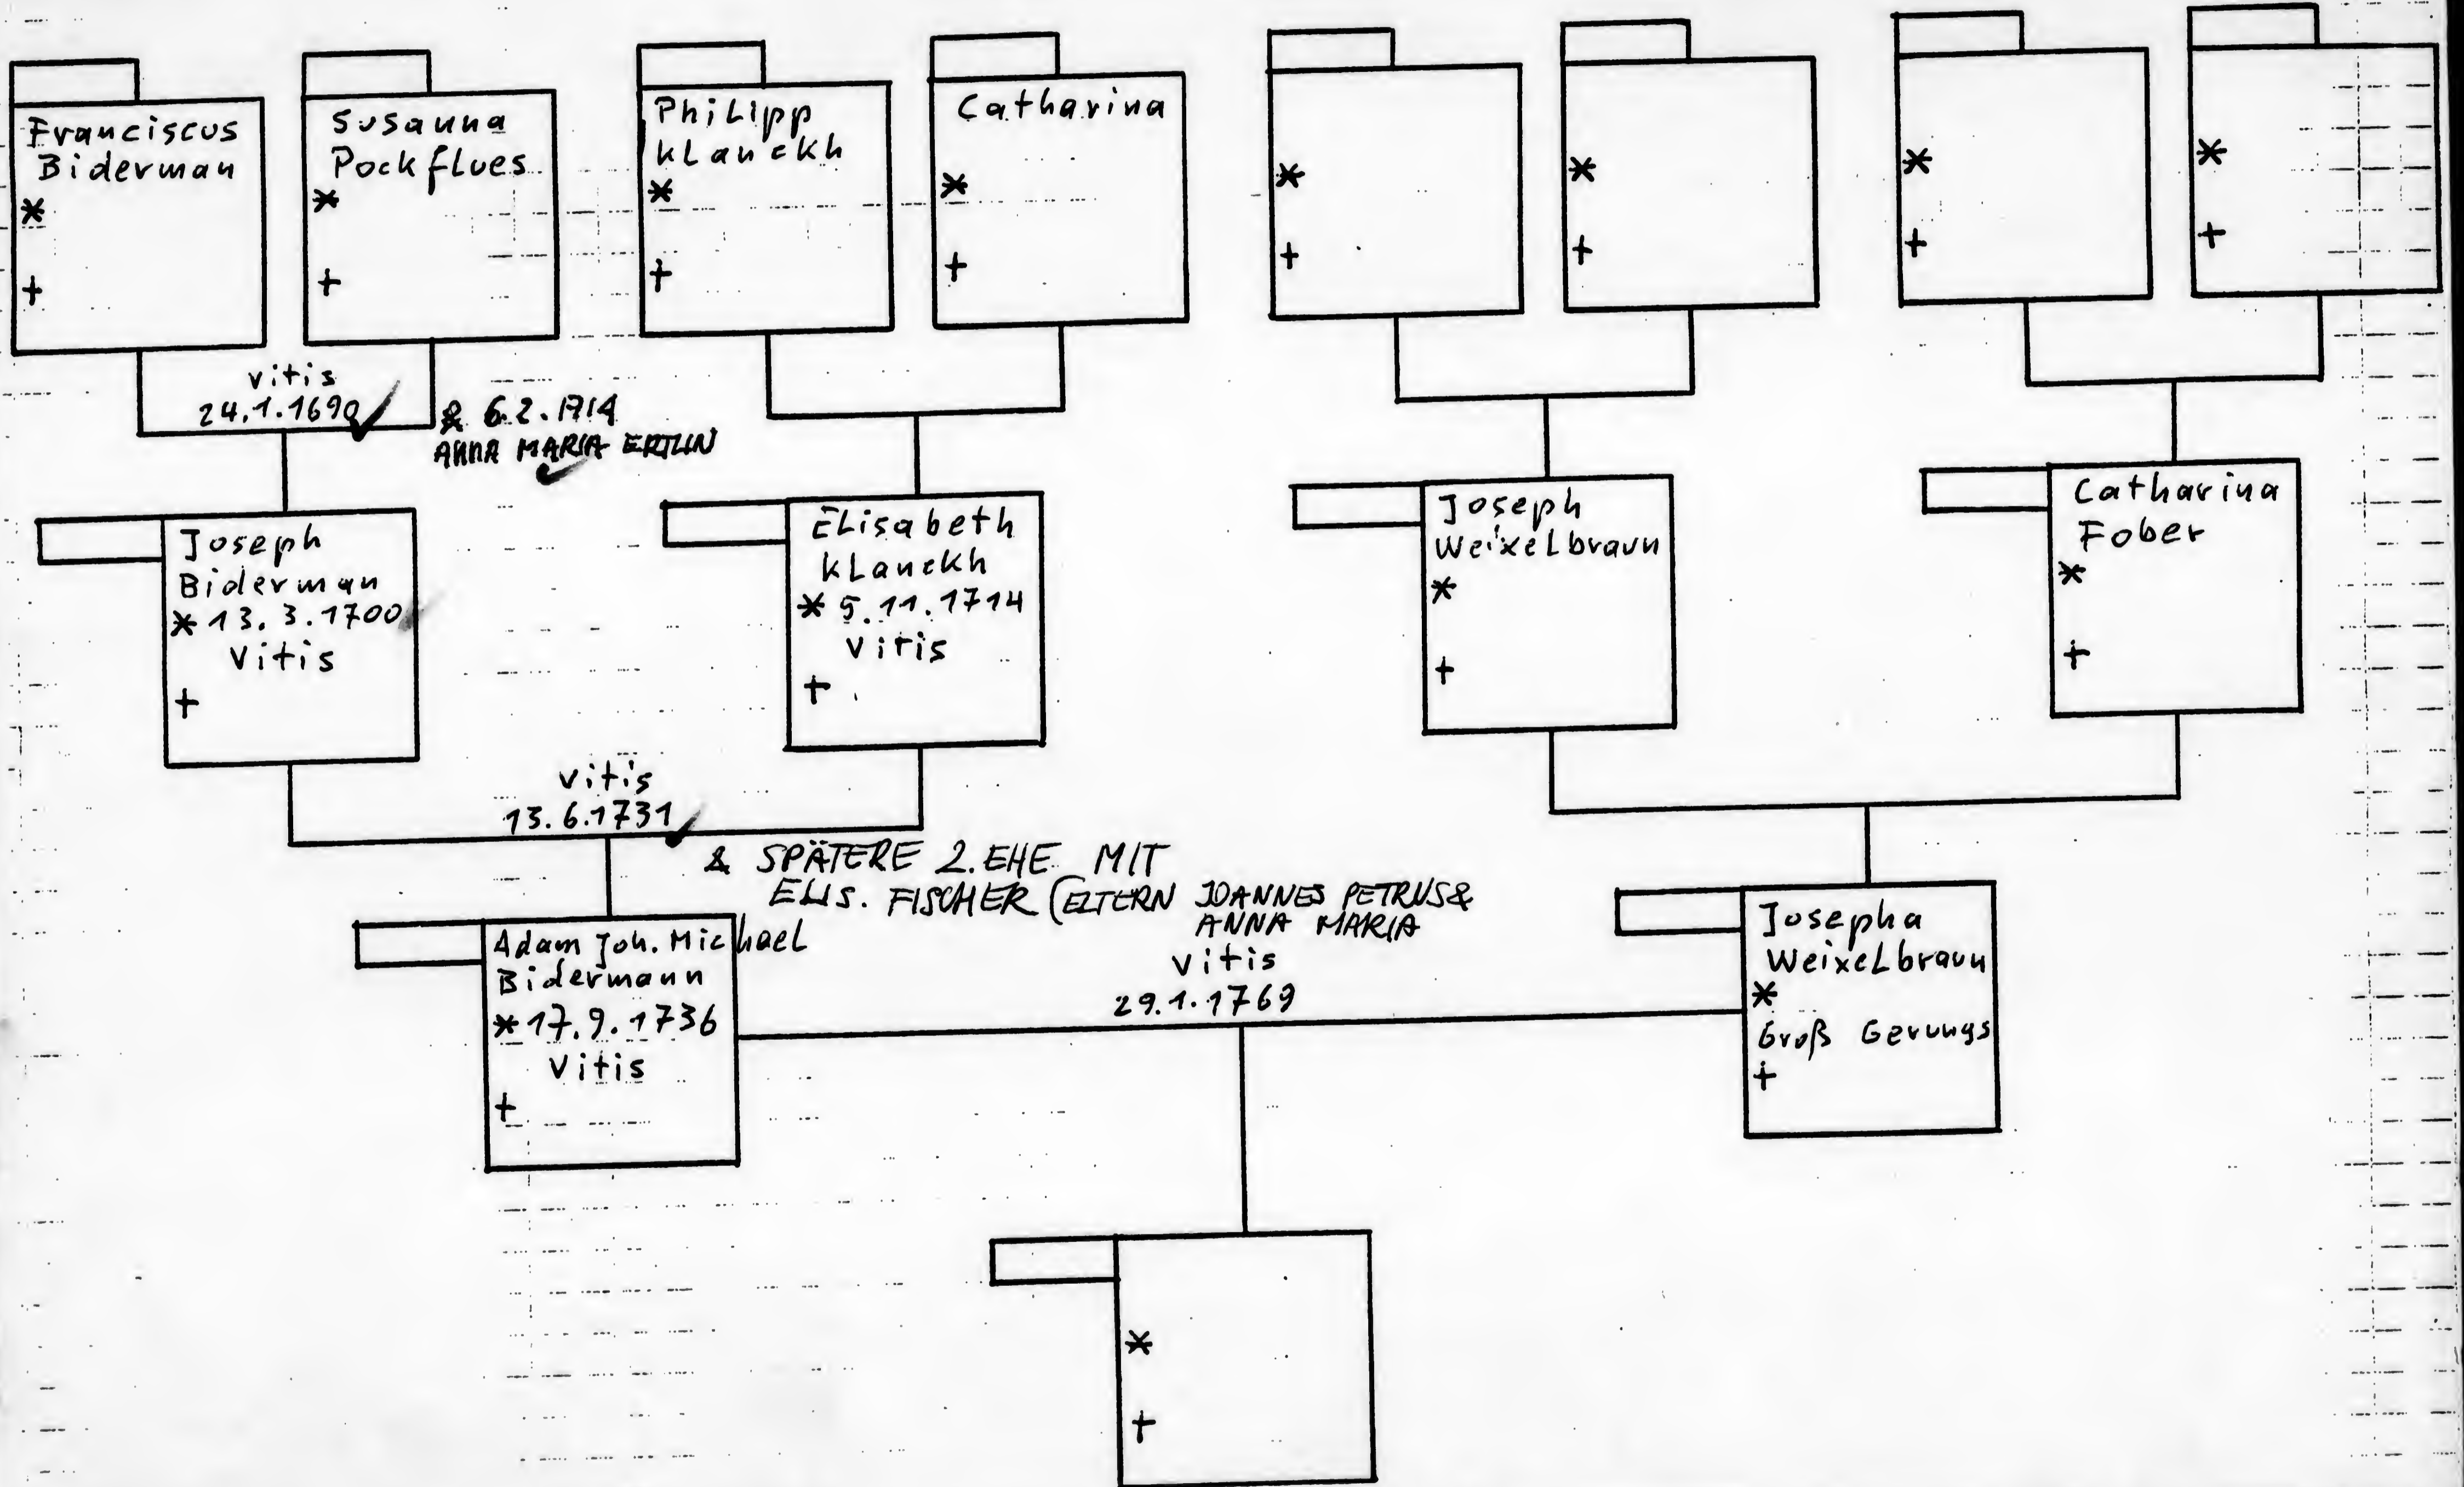 Franciscus
Biderman
*
+
Susanna
Pockflues
*
+
Philipp
Klanckh
*
+
Catharina
*
+
*
+
*
+
*
+
*
+
Vitis
24.1.1690
& 6.2.1714
ANNA MARIA ERTLIN
Joseph
Biderman
* 13.3.1700
Vitis
+
Elisabeth
Klanckh
* 5.11.1714
Vitis
+
Joseph
Weixelbraun
*
+
Catharina
Fober
*
+
Vitis
13.6.1731
& SPÄTERE 2. EHE MIT
ELIS. FISCHER (ELTERN JOANNES PETRUS &
ANNA MARIA
Adam Joh. Michael
Bidermann
* 17.9.1736
Vitis
+
Vitis
29.1.1769
Josepha
Weixelbraun
*
Groß Gerungs
+
*
+